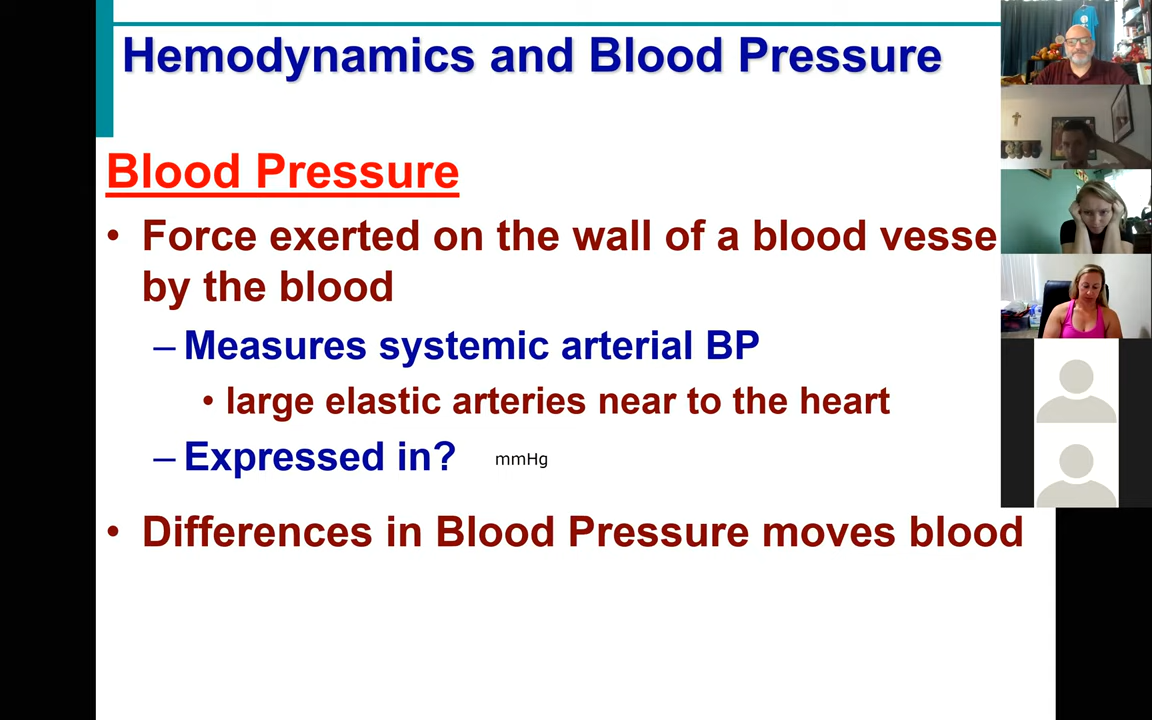 Hemodynamics and Blood Pressure
Blood Pressure
• Force exerted on the wall of a blood vesse
by the blood
– Measures systemic arterial BP
• large elastic arteries near to the heart
– Expressed in? mmHg
• Differences in Blood Pressure moves blood